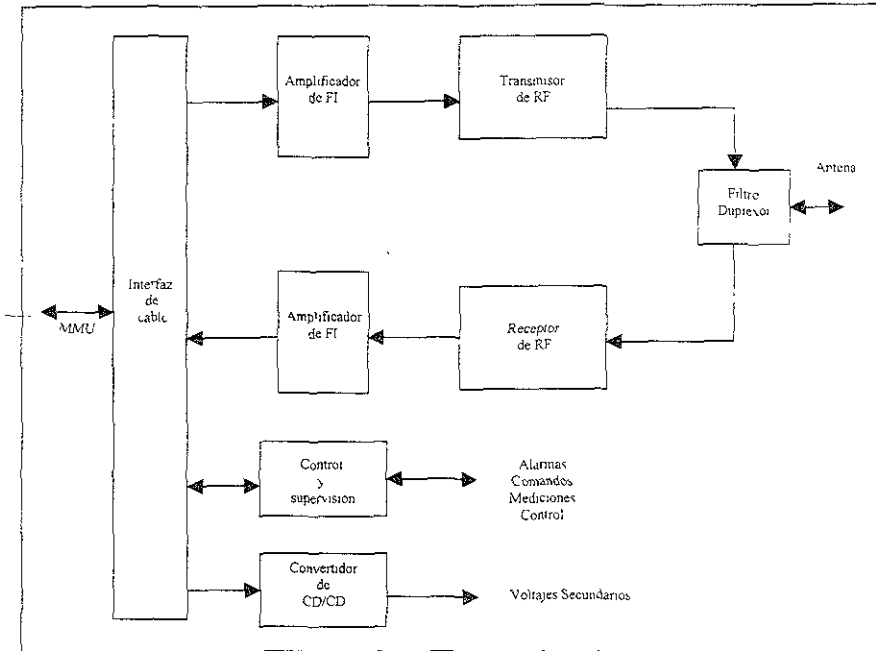 Amplificador
de FI
Transmisor
de RF
Antena
Filtro
Duplexor
Interfaz
de
cable
MMU
Amplificador
de FI
Receptor
de RF
Control
y
supervision
Alarmas
Comandos
Mediciones
Control
Convertidor
de
CD/CD
Voltajes Secundarios